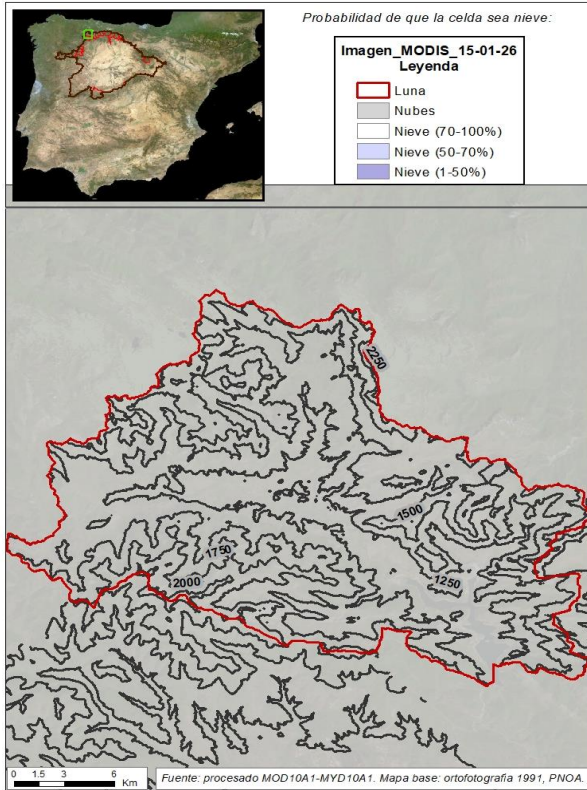 Probabilidad de que la celda sea nieve:
Imagen_MODIS_15-01-26
Leyenda
Luna
Nubes
Nieve (70-100%)
Nieve (50-70%)
Nieve (1-50%)
2250
1500
1750
1250
2000
0 1.5 3 6
Km
Fuente: procesado MOD10A1-MYD10A1. Mapa base: ortofotografia 1991, PNOA.